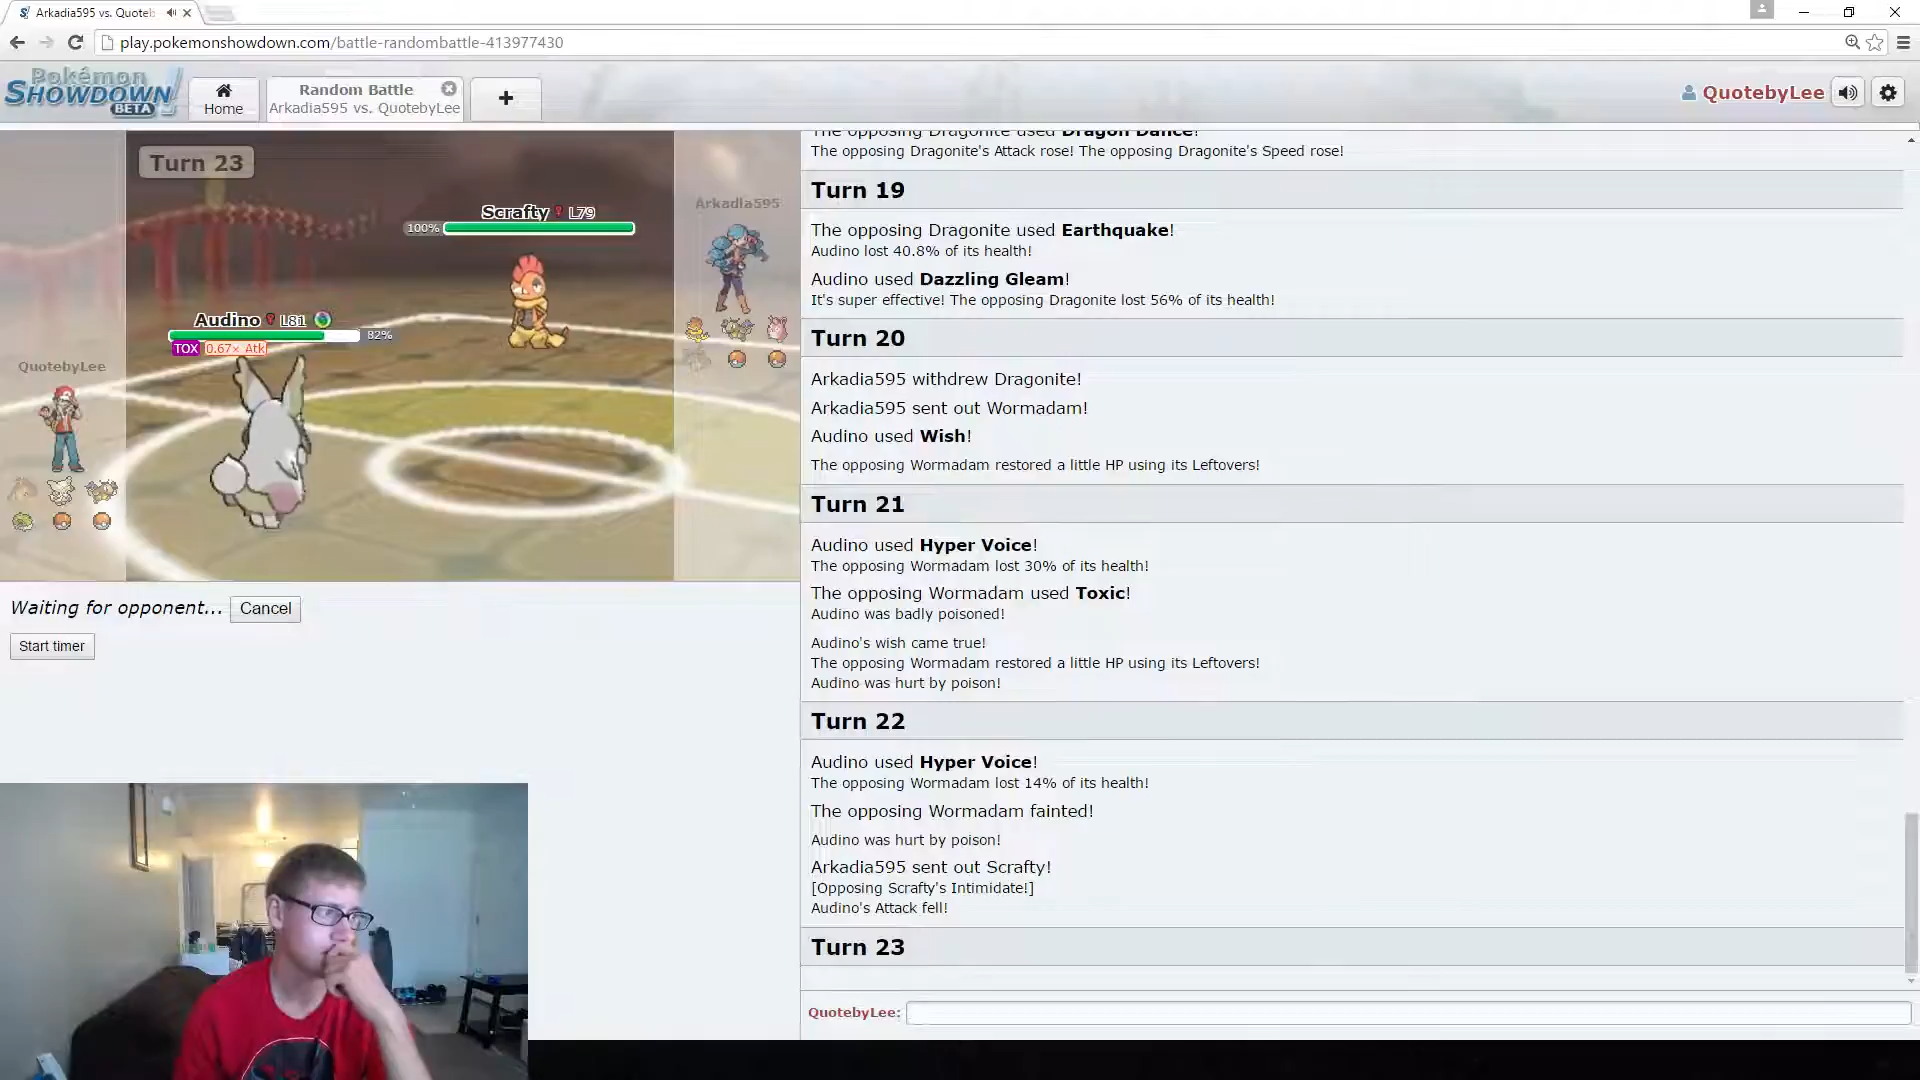 Arkadia595 vs. Quoteb
play.pokemonshowdown.com/battle-randombattle-413977430
Pokémon
SHOWDOWN
BETA
Home
Random Battle
Arkadia595 vs. QuotebyLee
+
QuotebyLee
Turn 23
Scrafty L79
100%
Arkadia595
Audino L81
82%
TOX 0.67× Atk
QuotebyLee
Waiting for opponent... Cancel
Start timer
The opposing Dragonite used Dragon Dance!
The opposing Dragonite's Attack rose! The opposing Dragonite's Speed rose!
Turn 19
The opposing Dragonite used Earthquake!
Audino lost 40.8% of its health!
Audino used Dazzling Gleam!
It's super effective! The opposing Dragonite lost 56% of its health!
Turn 20
Arkadia595 withdrew Dragonite!
Arkadia595 sent out Wormadam!
Audino used Wish!
The opposing Wormadam restored a little HP using its Leftovers!
Turn 21
Audino used Hyper Voice!
The opposing Wormadam lost 30% of its health!
The opposing Wormadam used Toxic!
Audino was badly poisoned!
Audino's wish came true!
The opposing Wormadam restored a little HP using its Leftovers!
Audino was hurt by poison!
Turn 22
Audino used Hyper Voice!
The opposing Wormadam lost 14% of its health!
The opposing Wormadam fainted!
Audino was hurt by poison!
Arkadia595 sent out Scrafty!
[Opposing Scrafty's Intimidate!]
Audino's Attack fell!
Turn 23
QuotebyLee: